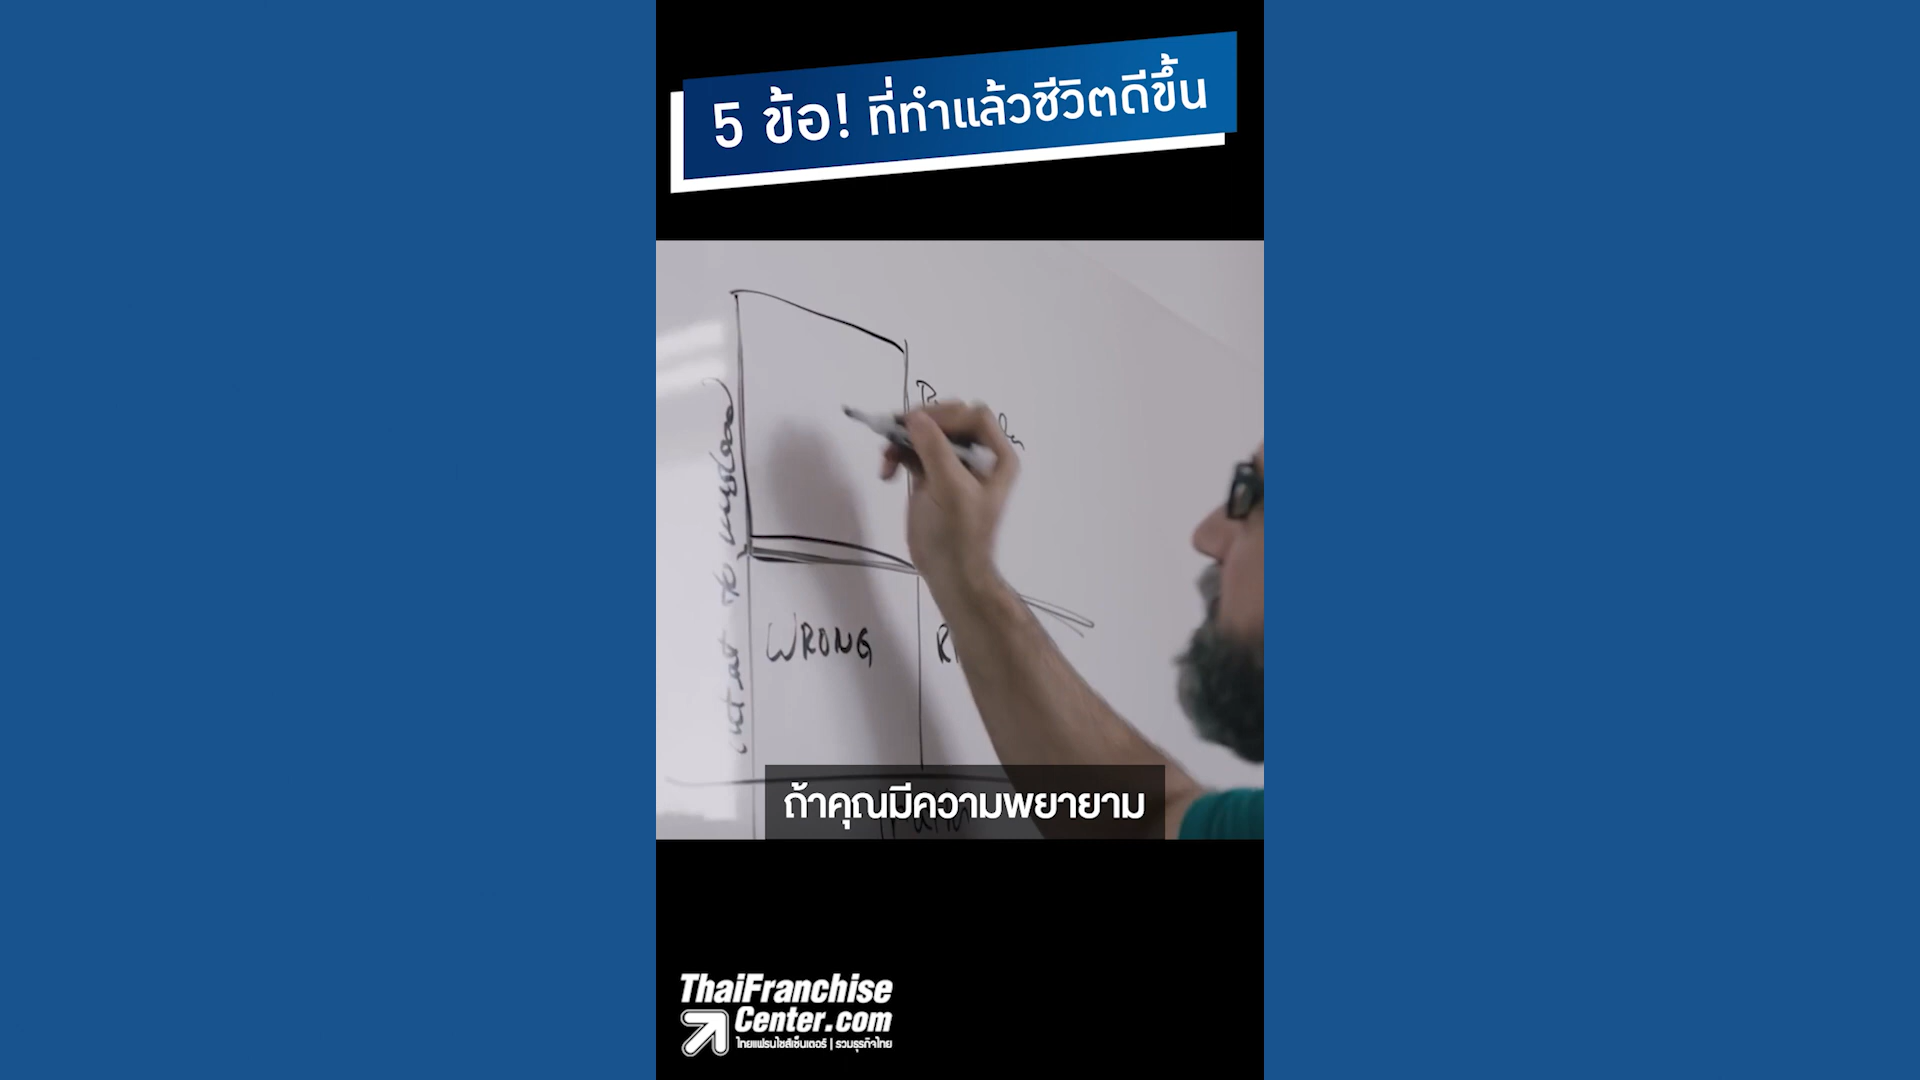 5 ข้อ! ที่ทำแล้วชีวิตดีขึ้น
WRONG
ถ้าคุณมีความพยายาม
ThaiFranchise
Center.com
ไทยแฟรนไชส์เซ็นเตอร์ | รวมธุรกิจไทย